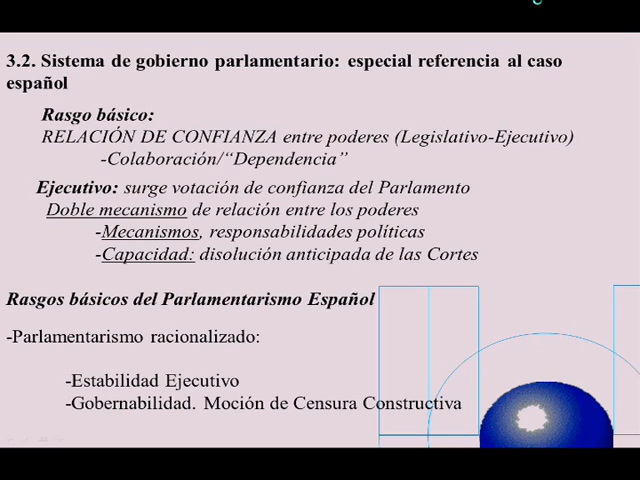 3.2. Sistema de gobierno parlamentario: especial referencia al caso
español
Rasgo básico:
RELACIÓN DE CONFIANZA entre poderes (Legislativo-Ejecutivo)
-Colaboración/“Dependencia”
Ejecutivo: surge votación de confianza del Parlamento
Doble mecanismo de relación entre los poderes
-Mecanismos, responsabilidades políticas
-Capacidad: disolución anticipada de las Cortes
Rasgos básicos del Parlamentarismo Español
-Parlamentarismo racionalizado:
-Estabilidad Ejecutivo
-Gobernabilidad. Moción de Censura Constructiva